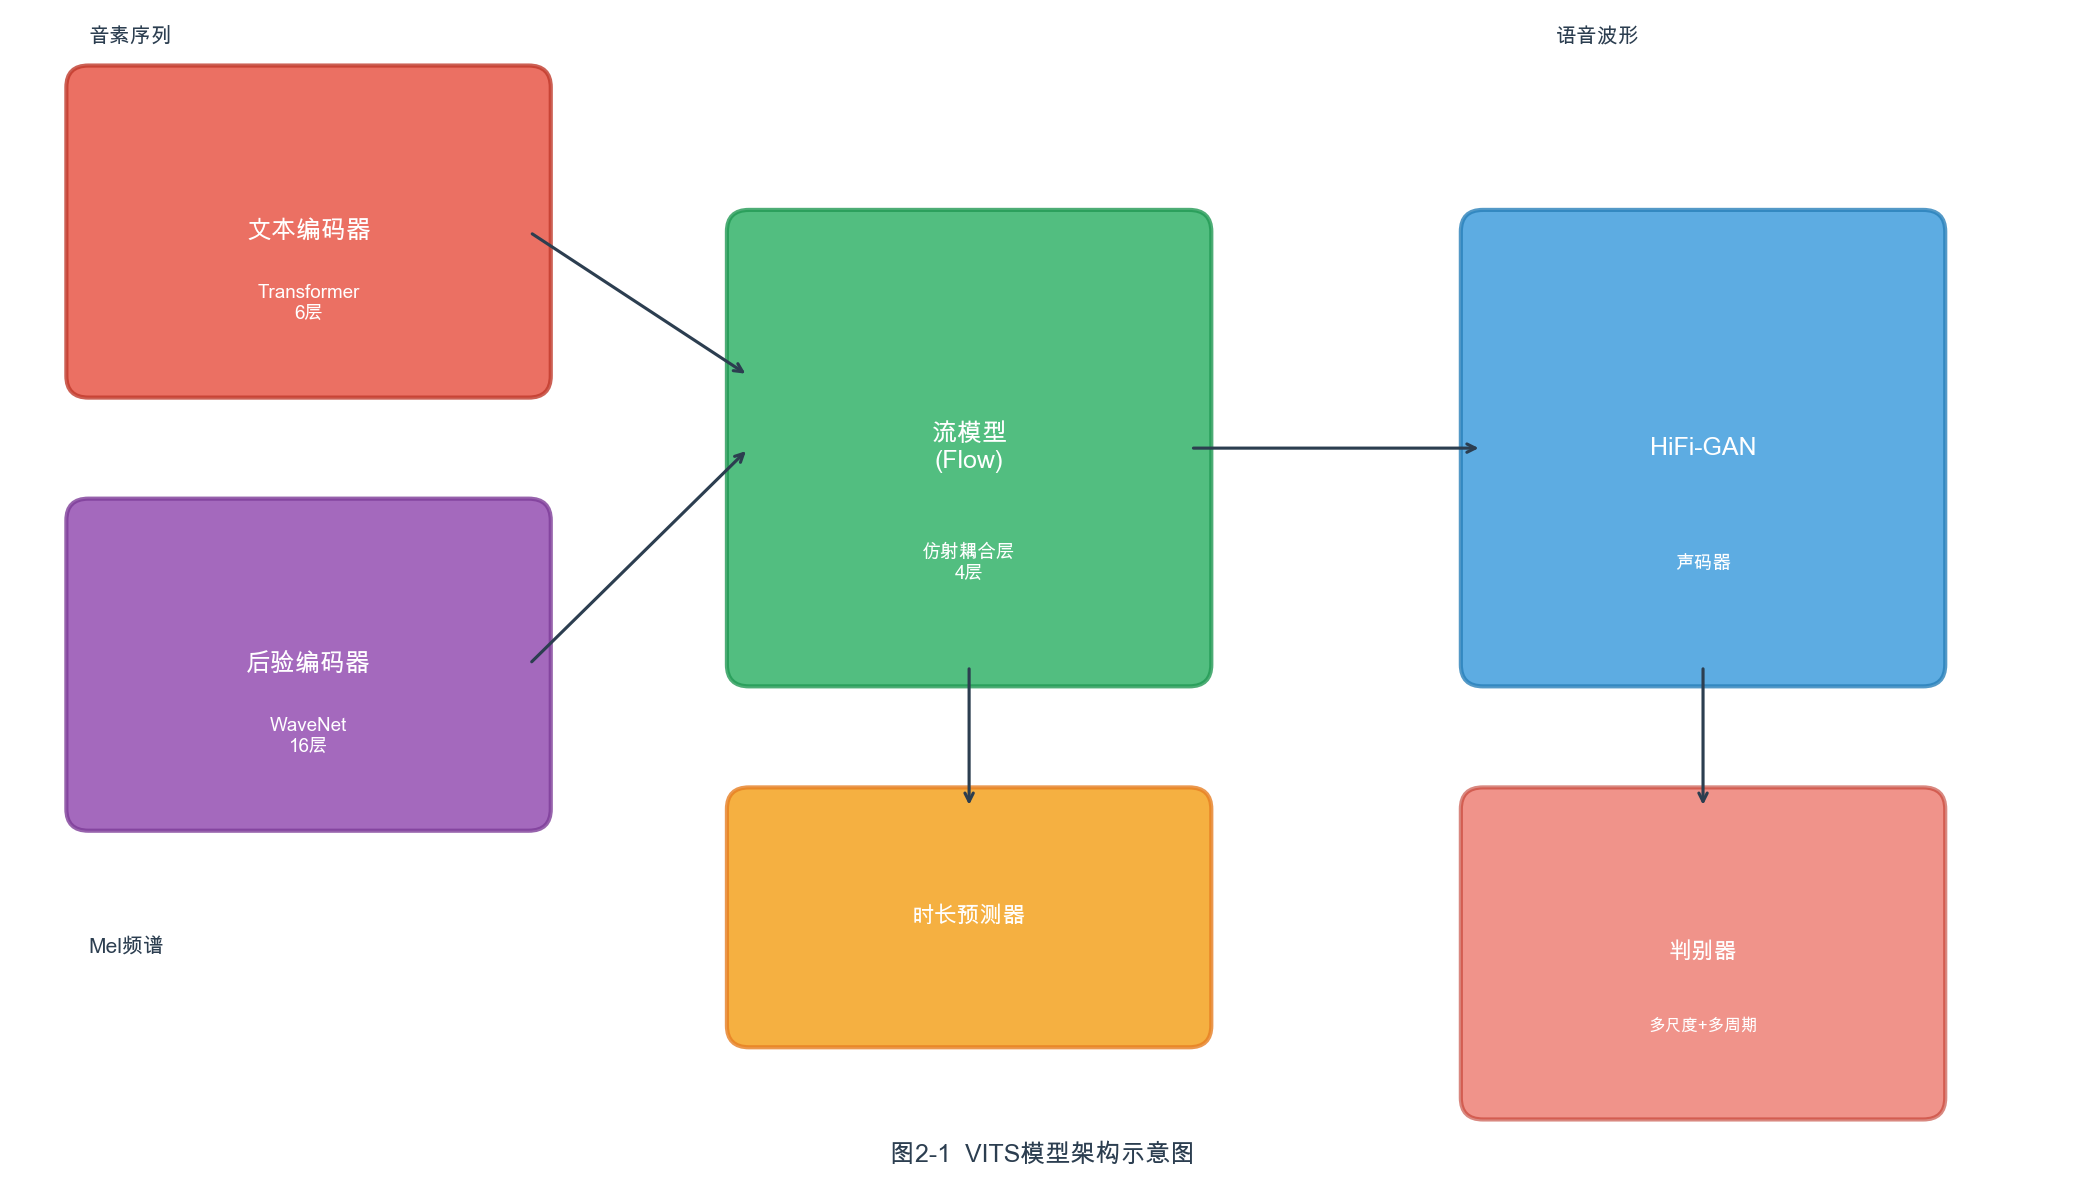 音素序列
语音波形
文本编码器
Transformer
6层
流模型
(Flow)
仿射耦合层
4层
HiFi-GAN
声码器
后验编码器
WaveNet
16层
时长预测器
判别器
多尺度+多周期
Mel频谱
图2-1  VITS模型架构示意图